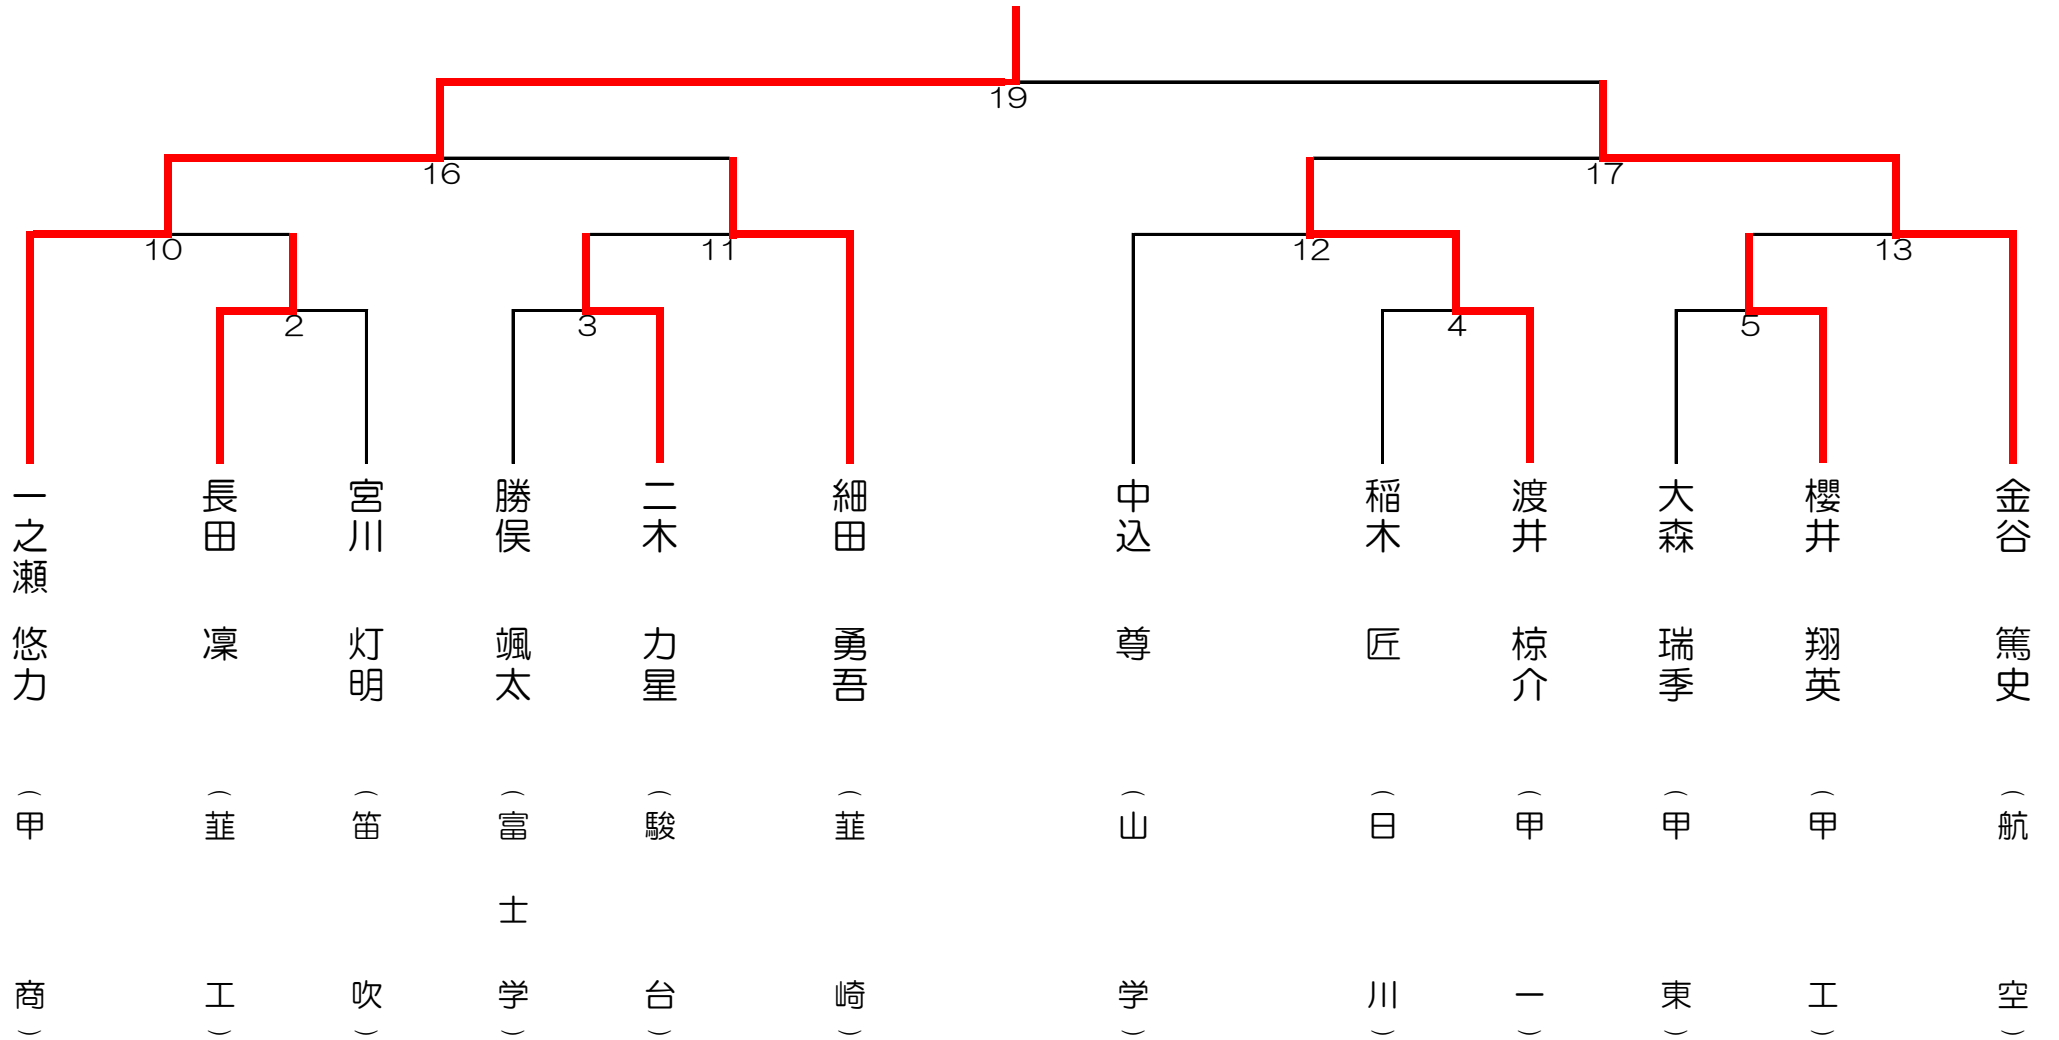 19
16
17
10
11
12
13
2
3
4
5
一之瀬 悠力 （甲商）
長田 凜 （韮工）
宮川 灯明 （笛吹）
勝俣 颯太 （富士学）
二木 力星 （駿台）
細田 勇吾 （韮崎）
中込 尊 （山学）
稲木 匠 （日川）
渡井 椋介 （甲一）
大森 瑞季 （甲東）
櫻井 翔英 （甲工）
金谷 篤史 （航空）